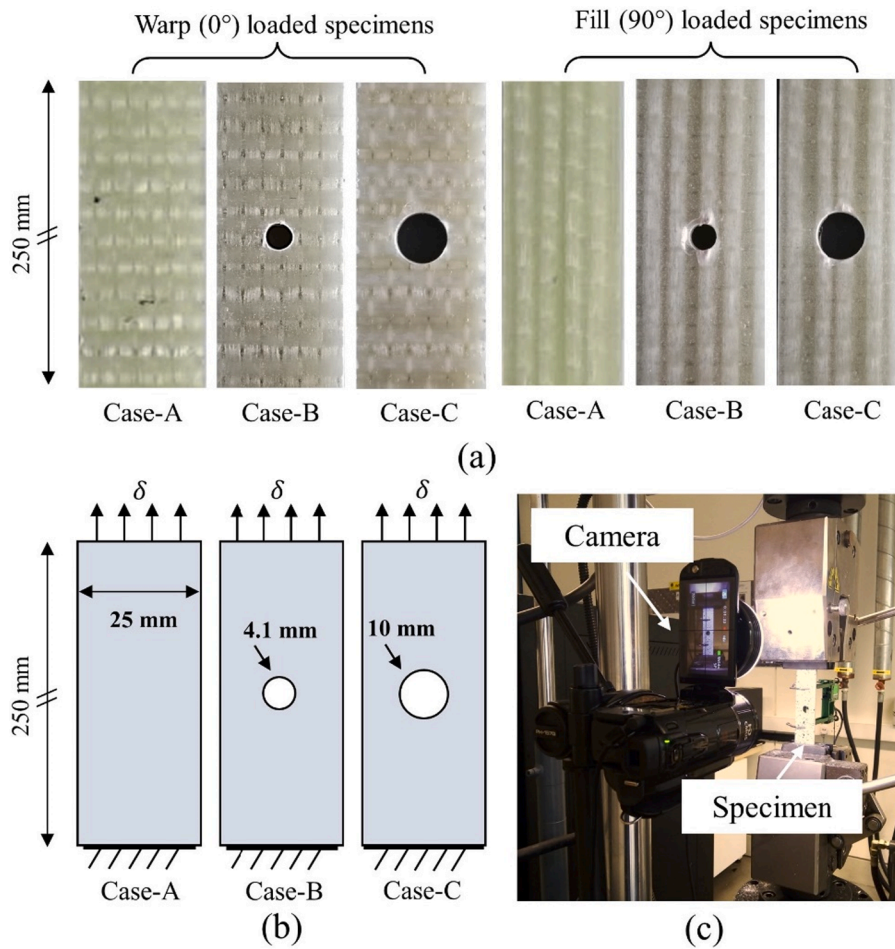 Warp (0°) loaded specimens
Fill (90°) loaded specimens
250 mm
Case-A
Case-B
Case-C
Case-A
Case-B
Case-C
(a)
δ
δ
δ
250 mm
25 mm
4.1 mm
10 mm
Case-A
Case-B
Case-C
(b)
Camera
Specimen
(c)